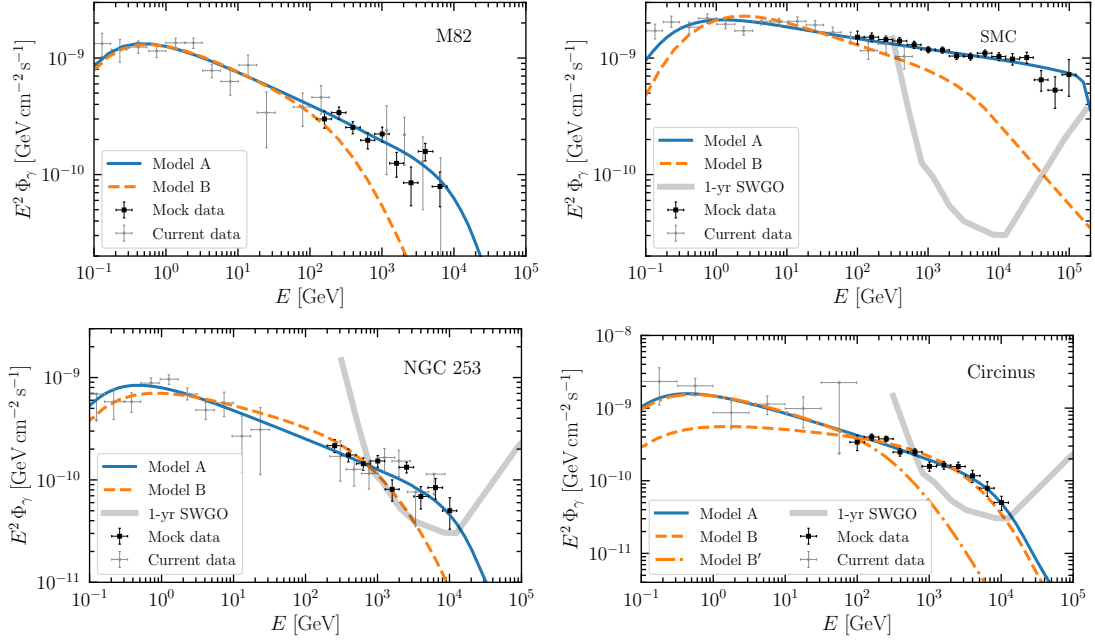 M82
E² Φγ [GeV cm⁻² s⁻¹]
10⁻⁹
10⁻¹⁰
Model A
Model B
Mock data
Current data
10⁻¹ 10⁰ 10¹ 10² 10³ 10⁴ 10⁵
E [GeV]
SMC
E² Φγ [GeV cm⁻² s⁻¹]
10⁻⁹
10⁻¹⁰
Model A
Model B
1-yr SWGO
Mock data
Current data
10⁻¹ 10⁰ 10¹ 10² 10³ 10⁴ 10⁵
E [GeV]
NGC 253
E² Φγ [GeV cm⁻² s⁻¹]
10⁻⁹
10⁻¹⁰
10⁻¹¹
Model A
Model B
1-yr SWGO
Mock data
Current data
10⁻¹ 10⁰ 10¹ 10² 10³ 10⁴ 10⁵
E [GeV]
Circinus
E² Φγ [GeV cm⁻² s⁻¹]
10⁻⁸
10⁻⁹
10⁻¹⁰
10⁻¹¹
Model A 1-yr SWGO
Model B Mock data
Model B′ Current data
10⁻¹ 10⁰ 10¹ 10² 10³ 10⁴ 10⁵
E [GeV]